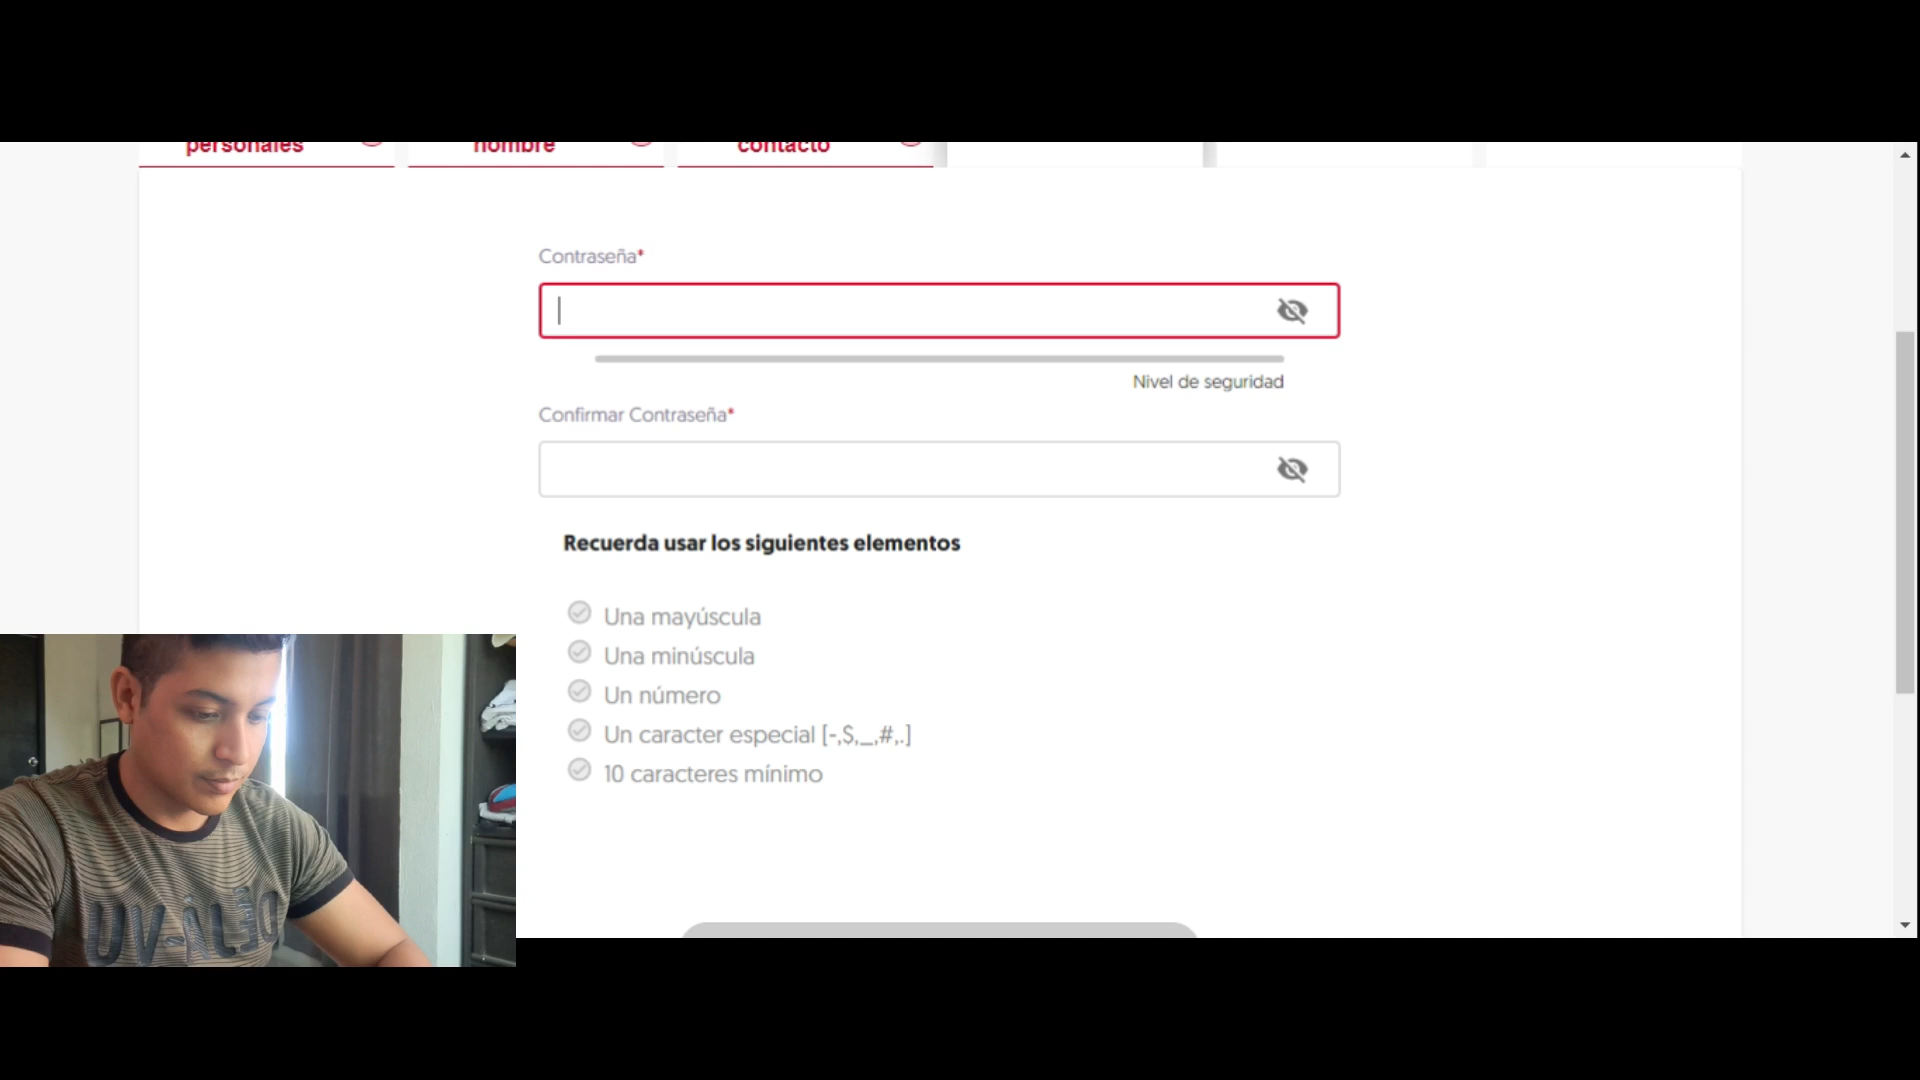 personales nombre contacto
Contraseña*
Nivel de seguridad
Confirmar Contraseña*
Recuerda usar los siguientes elementos
Una mayúscula
Una minúscula
Un número
Un caracter especial [-,$,_,#,.]
10 caracteres mínimo